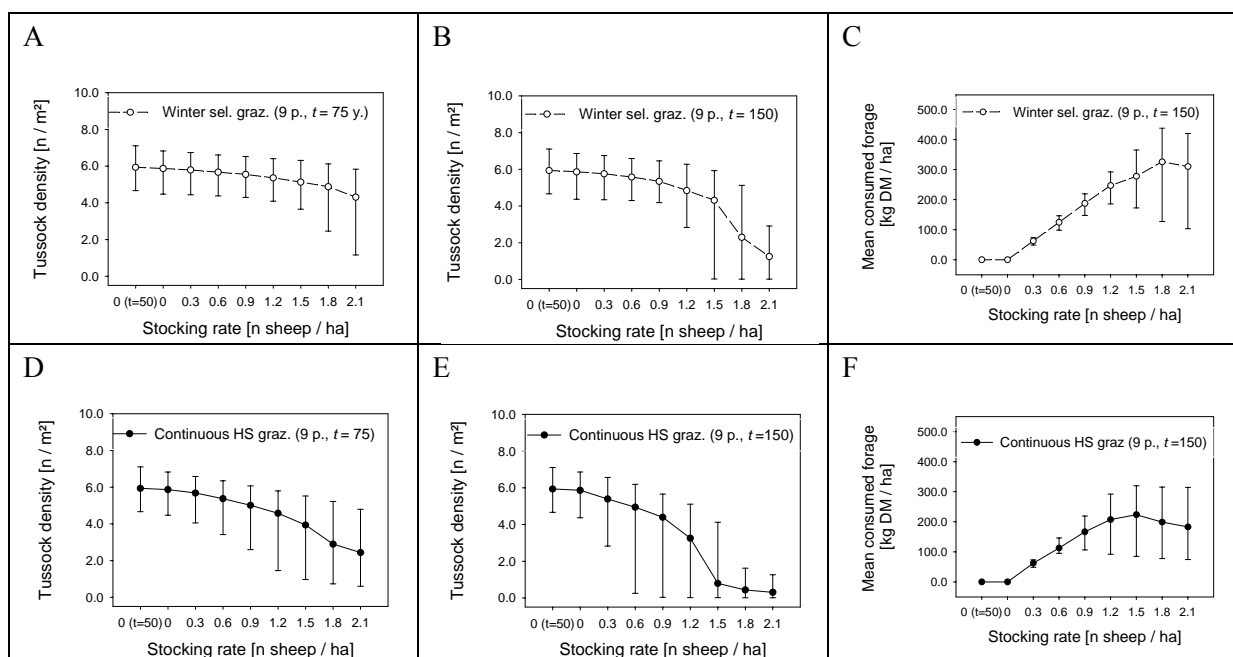 A
Winter sel. graz. (9 p., t = 75 y.)
Tussock density [n / m²]
10.0
8.0
6.0
4.0
2.0
0.0
0 (t=50) 0 0.3 0.6 0.9 1.2 1.5 1.8 2.1
Stocking rate [n sheep / ha]
B
Winter sel. graz. (9 p., t = 150)
Tussock density [n / m²]
10.0
8.0
6.0
4.0
2.0
0.0
0 (t=50) 0 0.3 0.6 0.9 1.2 1.5 1.8 2.1
Stocking rate [n sheep / ha]
C
Winter sel. graz. (9 p., t = 150)
Mean consumed forage
[kg DM / ha]
500.0
400.0
300.0
200.0
100.0
0.0
0 (t=50) 0 0.3 0.6 0.9 1.2 1.5 1.8 2.1
Stocking rate [n sheep / ha]
D
Continuous HS graz. (9 p., t = 75)
Tussock density [n / m²]
10.0
8.0
6.0
4.0
2.0
0.0
0 (t=50) 0 0.3 0.6 0.9 1.2 1.5 1.8 2.1
Stocking rate [n sheep / ha]
E
Continuous HS graz. (9 p., t =150)
Tussock density [n / m²]
10.0
8.0
6.0
4.0
2.0
0.0
0 (t=50) 0 0.3 0.6 0.9 1.2 1.5 1.8 2.1
Stocking rate [n sheep / ha]
F
Continuous HS graz (9 p., t =150)
Mean consumed forage
[kg DM / ha]
500.0
400.0
300.0
200.0
100.0
0.0
0 (t=50) 0 0.3 0.6 0.9 1.2 1.5 1.8 2.1
Stocking rate [n sheep / ha]